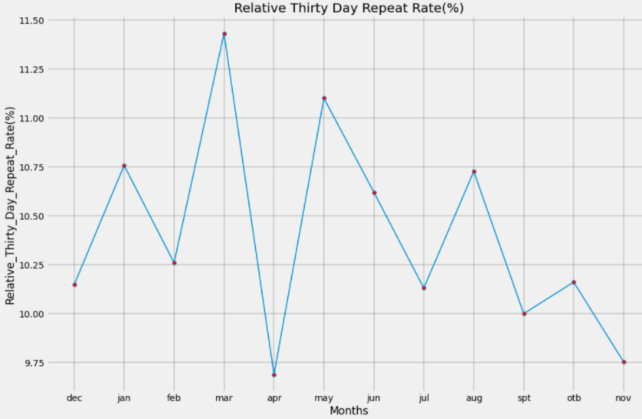 Relative Thirty Day Repeat Rate(%)
11.50
11.25
11.00
10.75
10.50
10.25
10.00
9.75
Relative_Thirty_Day_Repeat_Rate(%)
dec jan feb mar apr may jun jul aug spt otb nov
Months